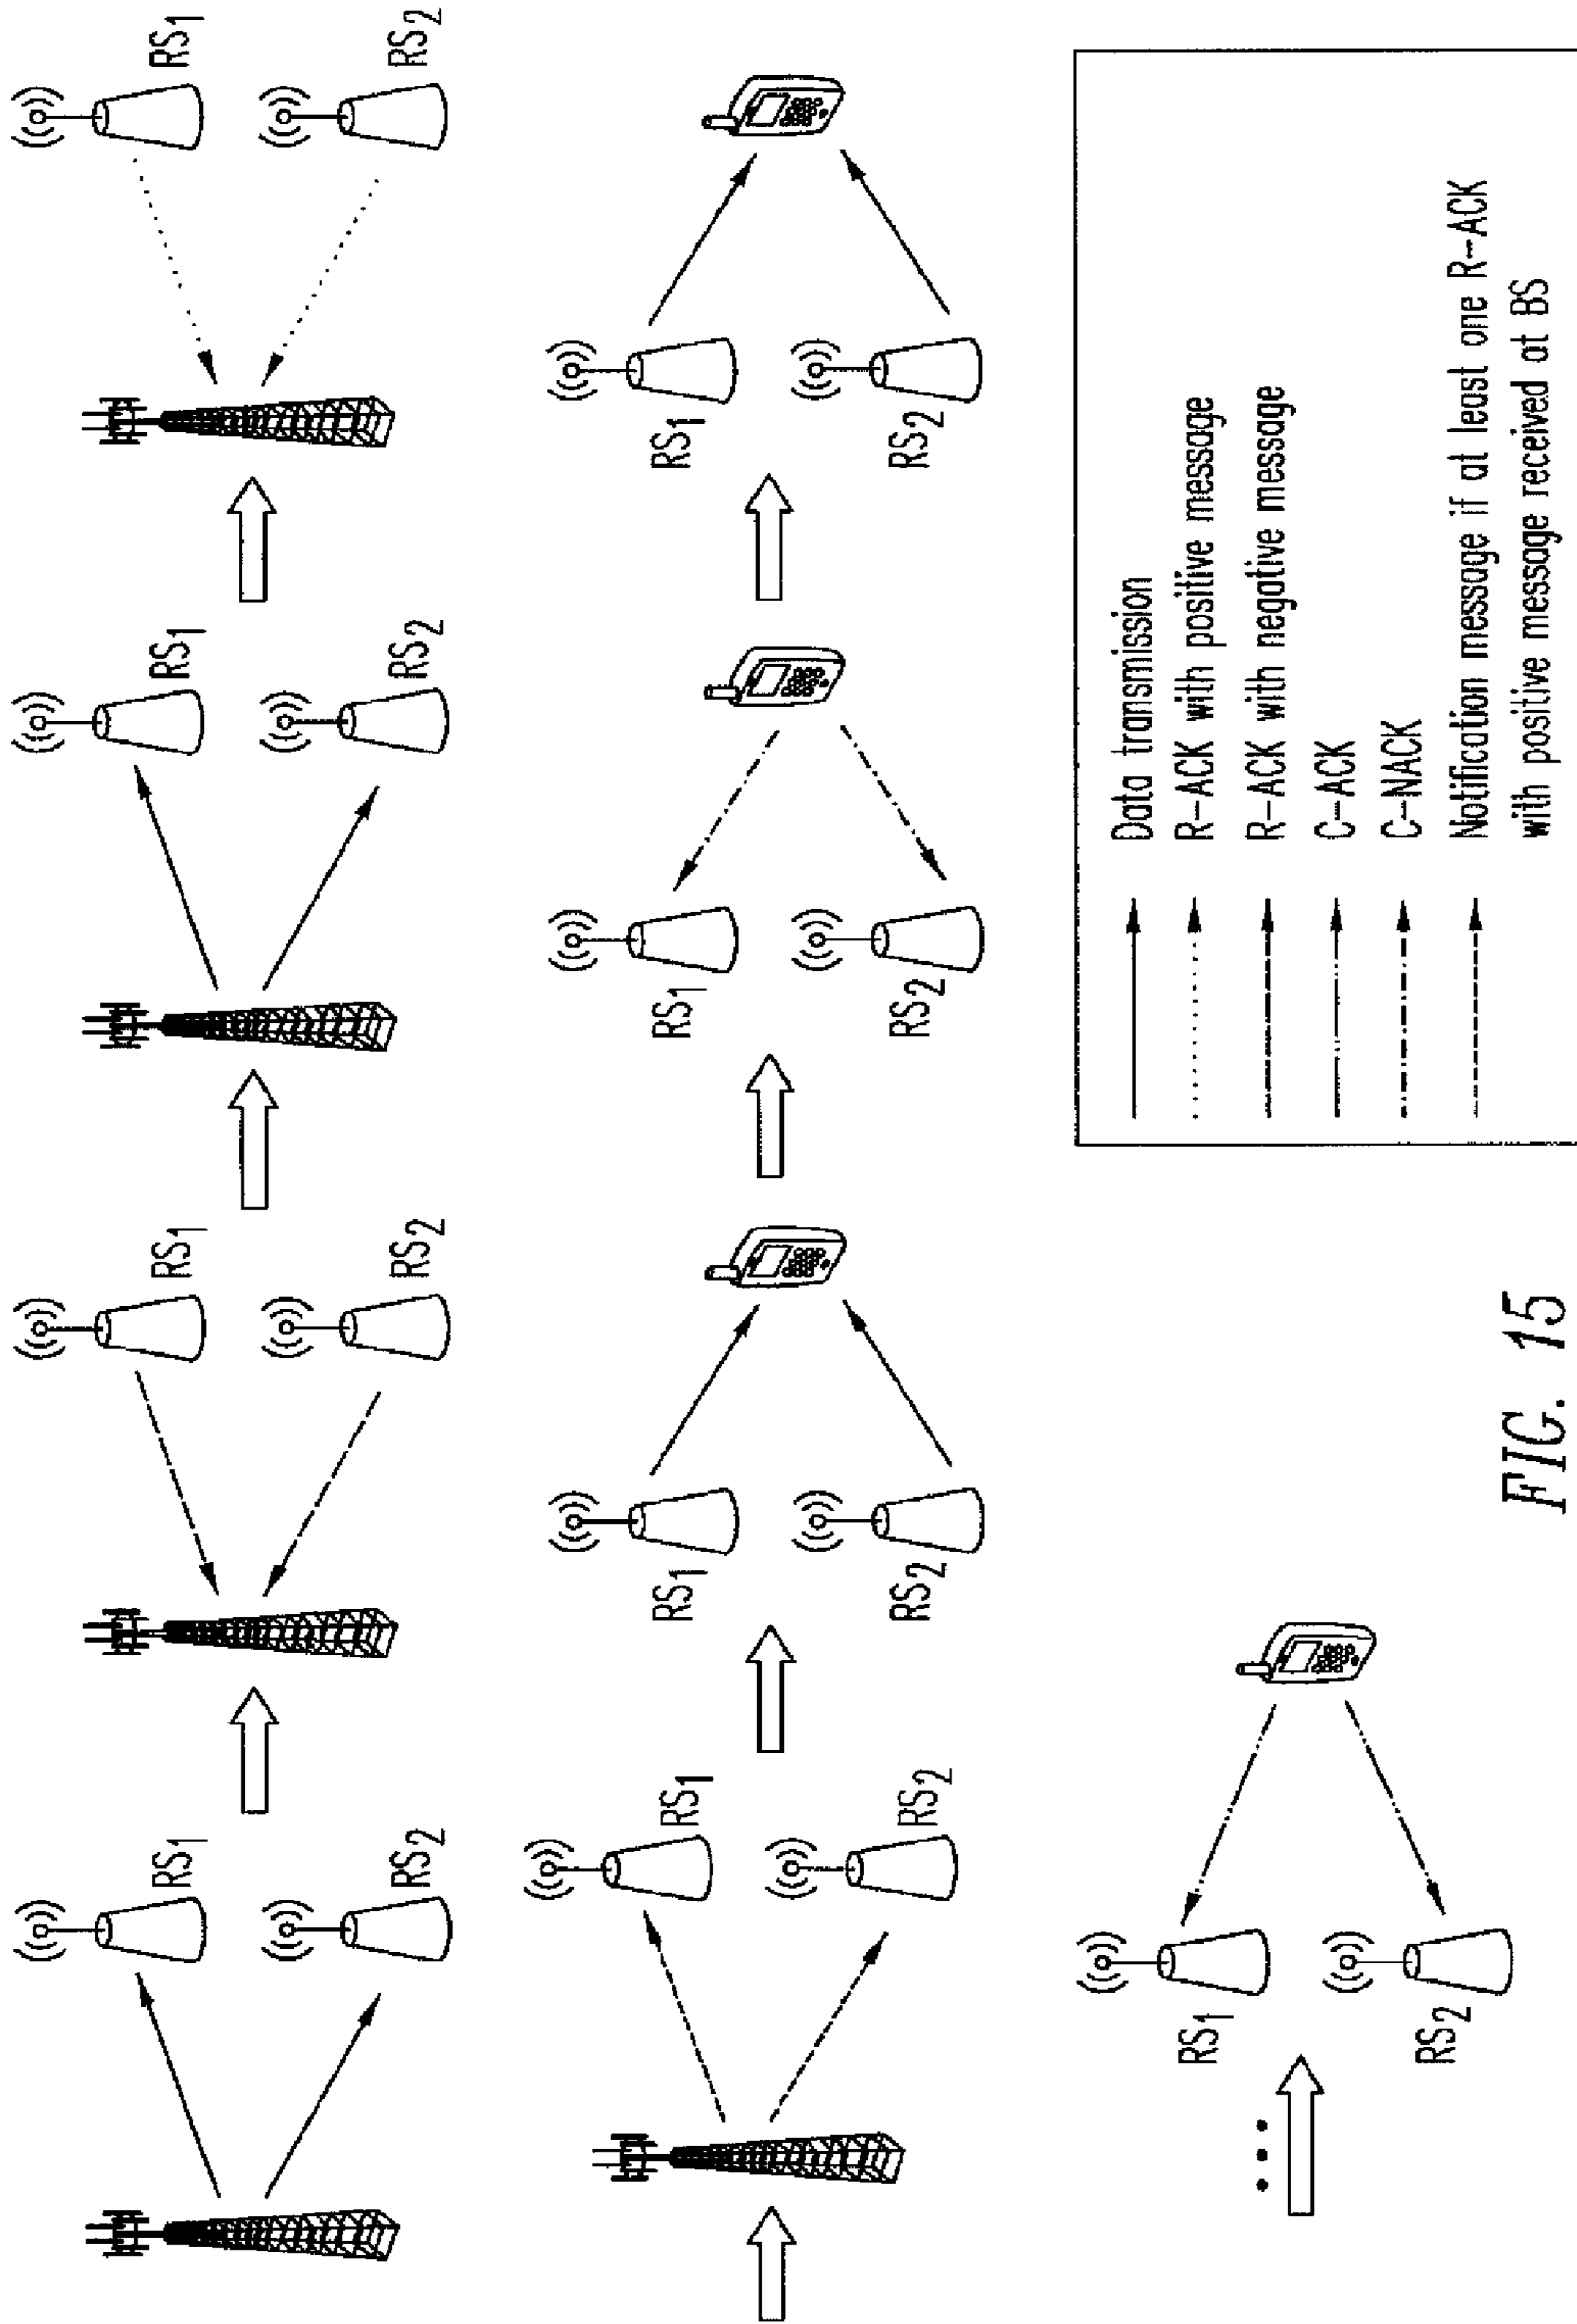 RS1
RS2
RS1
RS2
RS1
RS2
RS1
RS2
RS1
RS2
RS1
RS2
RS1
RS2
RS1
RS2
RS1
RS2
Data transmission
R-ACK with positive message
R-ACK with negative message
C-ACK
C-NACK
Notification message if at least one R-ACK
with positive message received at BS
FIG. 15